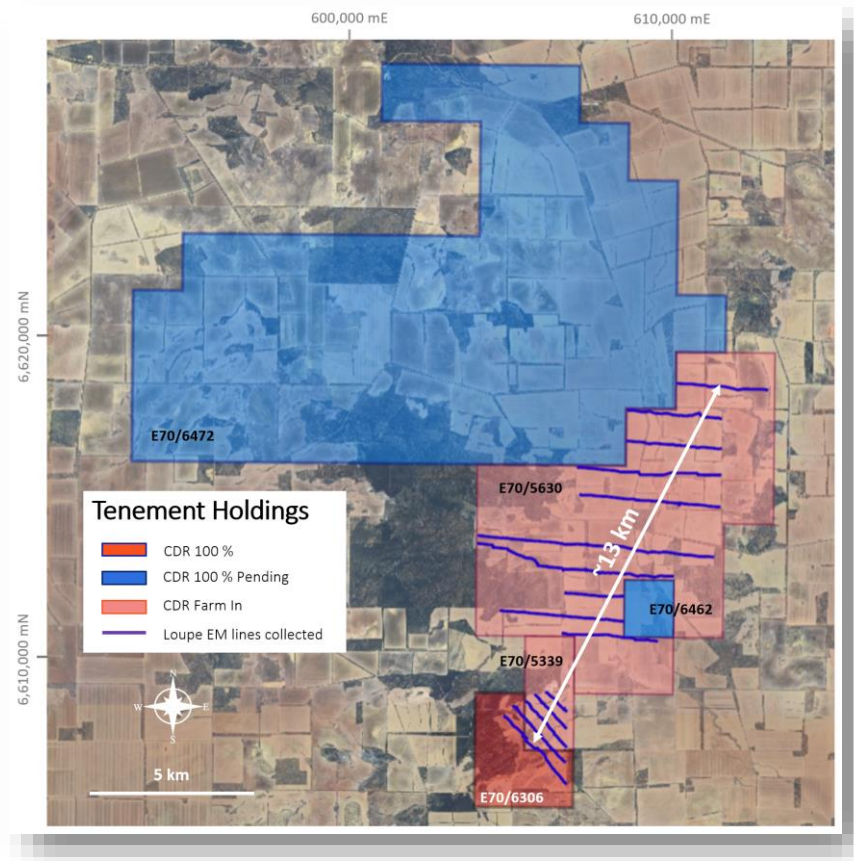 600,000 mE
610,000 mE
6,620,000 mN
E70/6472
E70/5630
Tenement Holdings
CDR 100 %
CDR 100 % Pending
CDR Farm In
Loupe EM lines collected
~13 km
E70/6462
6,610,000 mN
E70/5339
N
W
E
S
5 km
E70/6306